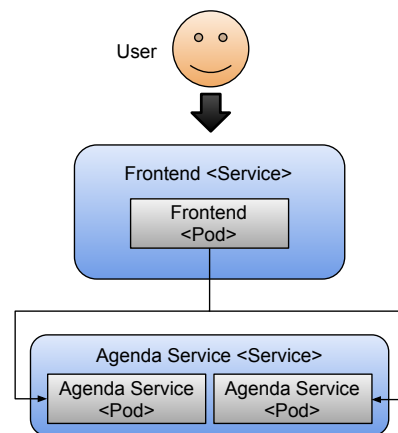 User
Frontend <Service>
Frontend
<Pod>
Agenda Service <Service>
Agenda Service
<Pod>
Agenda Service
<Pod>